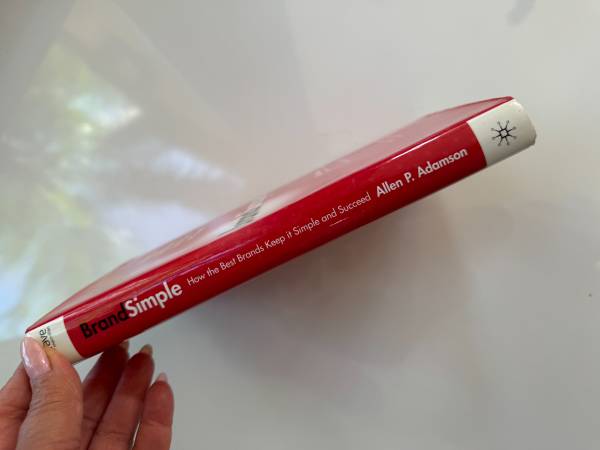 BrandSimple How the Best Brands Keep it Simple and Succeed Allen P. Adamson